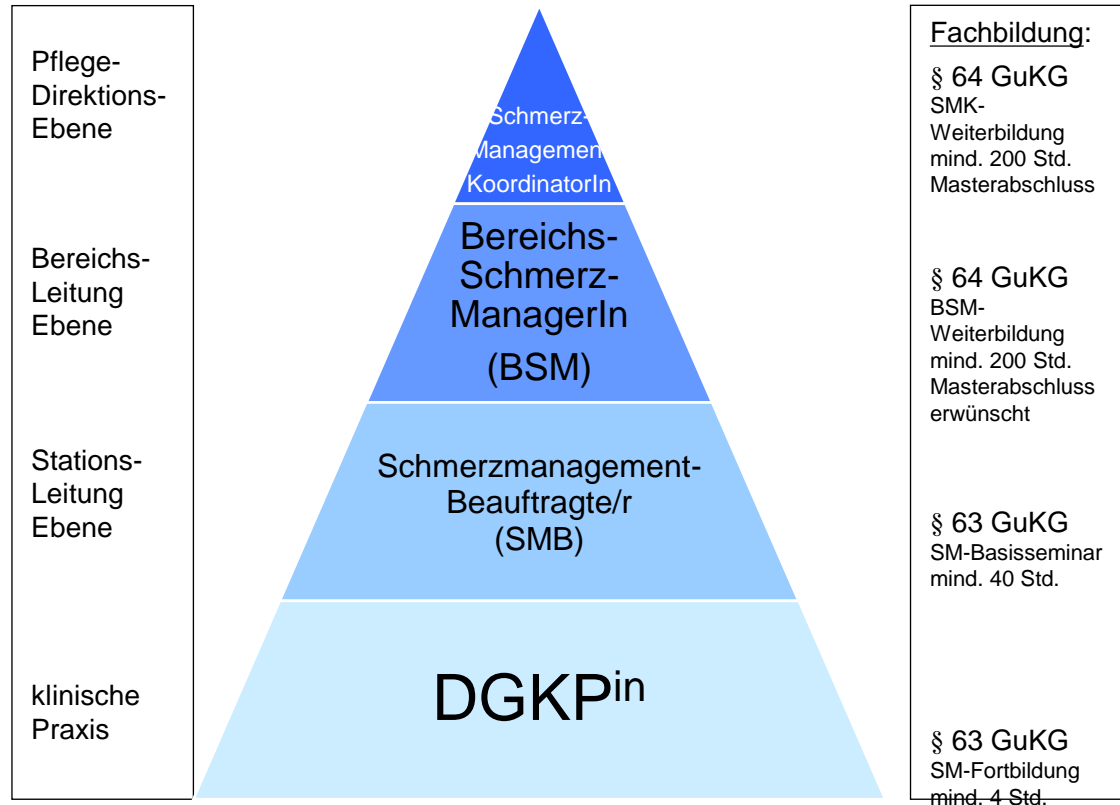 Pflege-
Direktions-
Ebene
Bereichs-
Leitung
Ebene
Stations-
Leitung
Ebene
klinische
Praxis
Schmerz-
Managemen
KoordinatorIn
Bereichs-
Schmerz-
ManagerIn
(BSM)
Schmerzmanagement-
Beauftragte/r
(SMB)
DGKPin
Fachbildung:
§ 64 GuKG
SMK-
Weiterbildung
mind. 200 Std.
Masterabschluss
§ 64 GuKG
BSM-
Weiterbildung
mind. 200 Std.
Masterabschluss
erwünscht
§ 63 GuKG
SM-Basisseminar
mind. 40 Std.
§ 63 GuKG
SM-Fortbildung
mind. 4 Std.